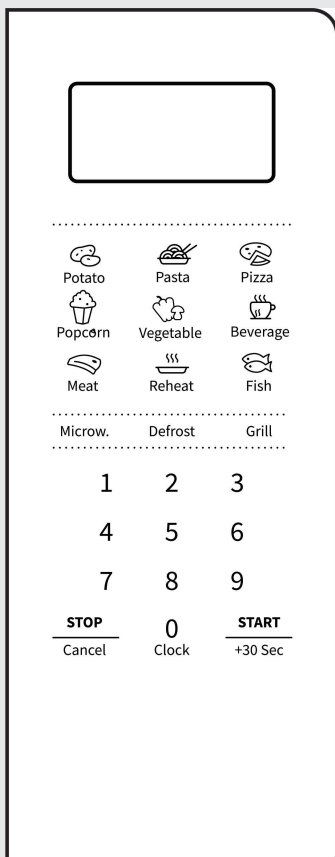 Potato Pasta Pizza
Popcorn Vegetable Beverage
Meat Reheat Fish
Microw. Defrost Grill
1 2 3
4 5 6
7 8 9
STOP 0 START
Cancel Clock +30 Sec